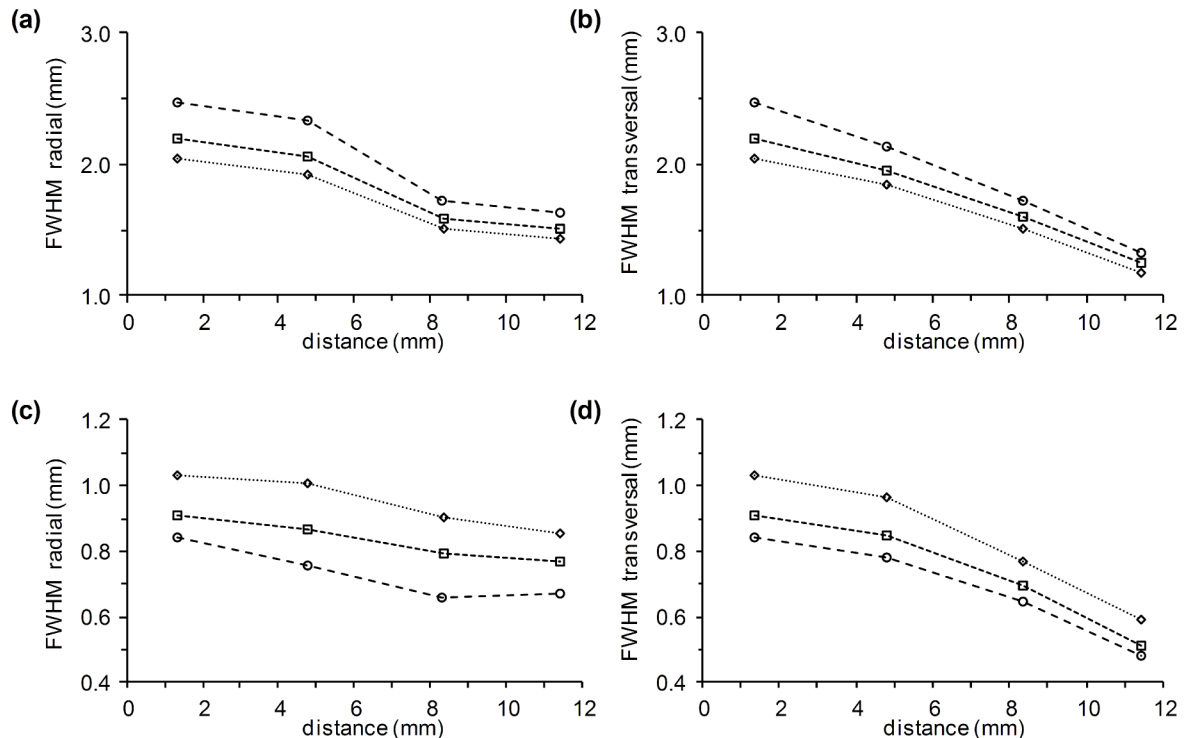 (a)
FWHM radial (mm)
3.0
2.0
1.0
0 2 4 6 8 10 12
distance (mm)
(b)
FWHM transversal (mm)
3.0
2.0
1.0
0 2 4 6 8 10 12
distance (mm)
(c)
FWHM radial (mm)
1.2
1.0
0.8
0.6
0.4
0 2 4 6 8 10 12
distance (mm)
(d)
FWHM transversal (mm)
1.2
1.0
0.8
0.6
0.4
0 2 4 6 8 10 12
distance (mm)